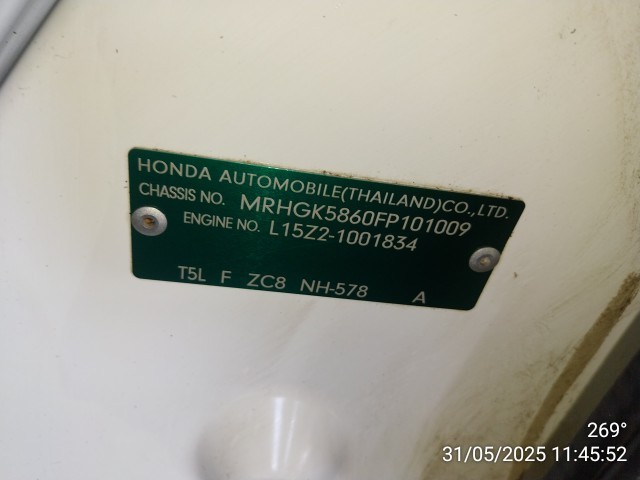 HONDA AUTOMOBILE(THAILAND)CO.,LTD.
CHASSIS NO. MRHGK5860FP101009
ENGINE NO. L15Z2-1001834
T5L F ZC8 NH-578 A
269°
31/05/2025 11:45:52